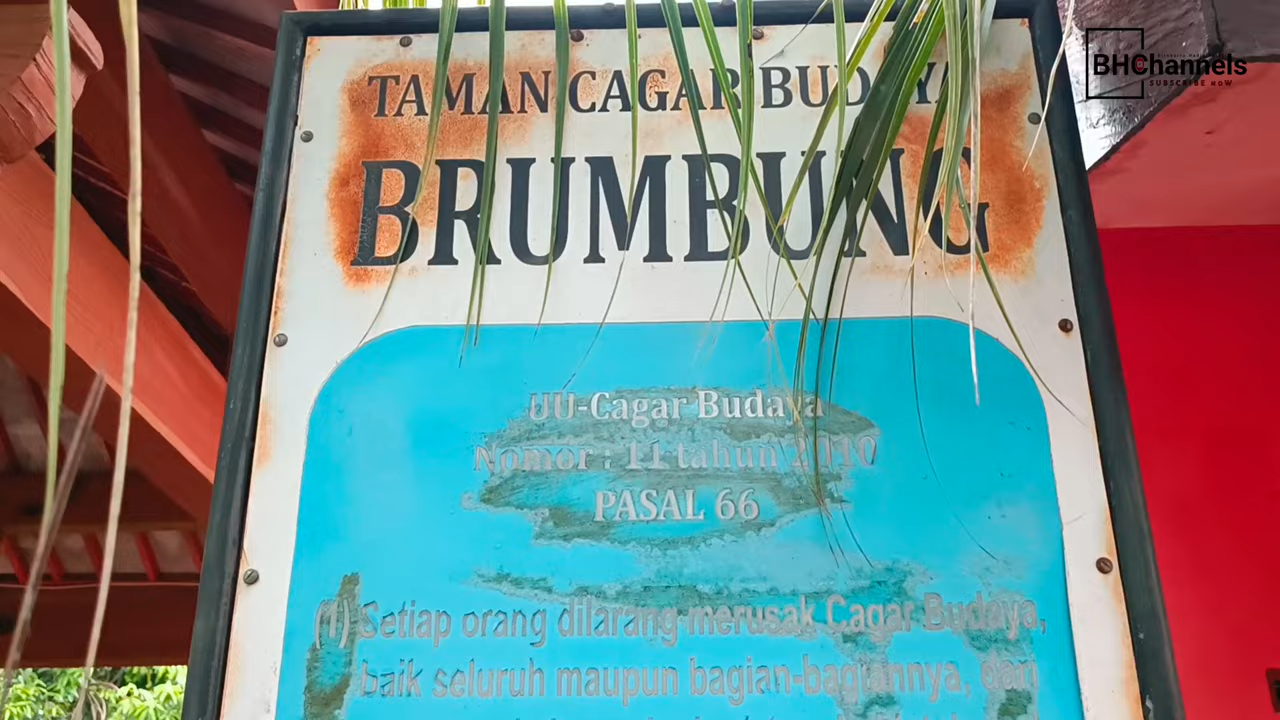 TAMAN CAGAR BUDAYA
BRUMBUNG
UU-Cagar Budaya
Nomor : 11 tahun 2010
PASAL 66
(1) Setiap orang dilarang merusak Cagar Budaya,
baik seluruh maupun bagian-bagiannya, dari
BHChannels
SUBSCRIBE NOW